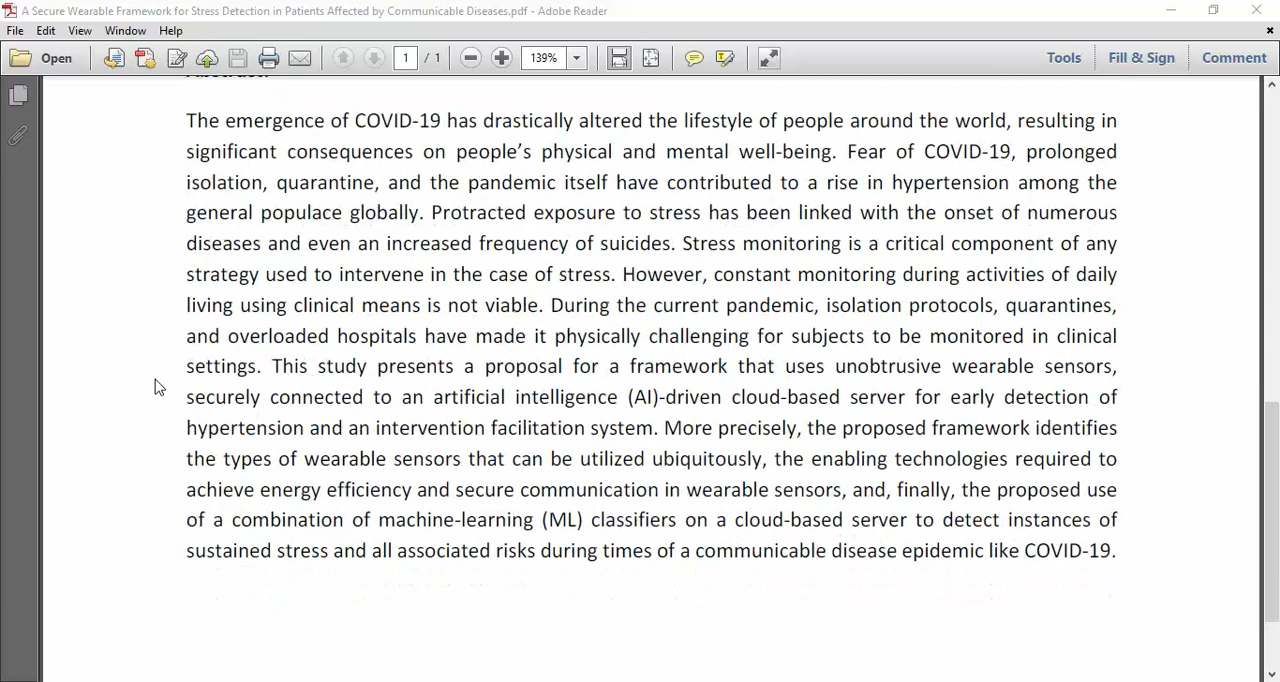 A Secure Wearable Framework for Stress Detection in Patients Affected by Communicable Diseases.pdf - Adobe Reader
File Edit View Window Help
Open 1 / 1 139% Tools Fill & Sign Comment
The emergence of COVID-19 has drastically altered the lifestyle of people around the world, resulting in
significant consequences on people’s physical and mental well-being. Fear of COVID-19, prolonged
isolation, quarantine, and the pandemic itself have contributed to a rise in hypertension among the
general populace globally. Protracted exposure to stress has been linked with the onset of numerous
diseases and even an increased frequency of suicides. Stress monitoring is a critical component of any
strategy used to intervene in the case of stress. However, constant monitoring during activities of daily
living using clinical means is not viable. During the current pandemic, isolation protocols, quarantines,
and overloaded hospitals have made it physically challenging for subjects to be monitored in clinical
settings. This study presents a proposal for a framework that uses unobtrusive wearable sensors,
securely connected to an artificial intelligence (AI)-driven cloud-based server for early detection of
hypertension and an intervention facilitation system. More precisely, the proposed framework identifies
the types of wearable sensors that can be utilized ubiquitously, the enabling technologies required to
achieve energy efficiency and secure communication in wearable sensors, and, finally, the proposed use
of a combination of machine-learning (ML) classifiers on a cloud-based server to detect instances of
sustained stress and all associated risks during times of a communicable disease epidemic like COVID-19.